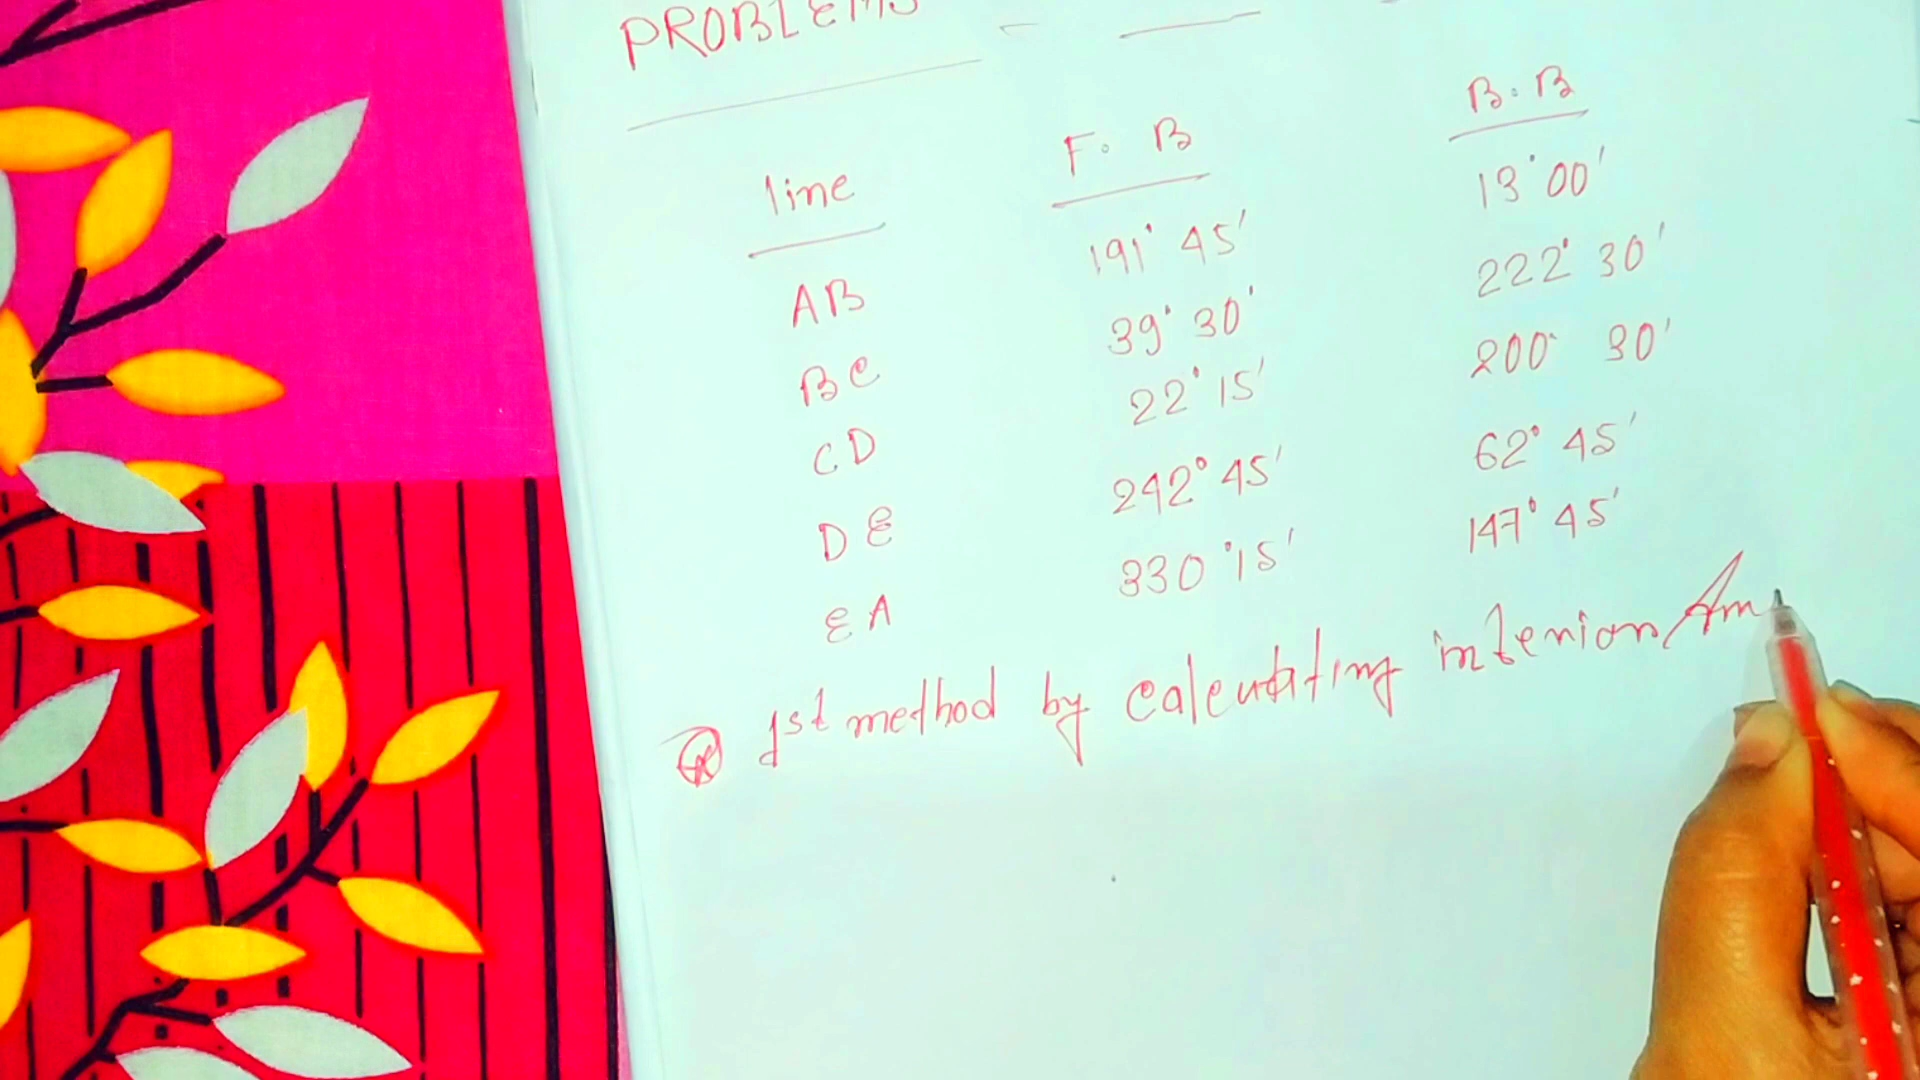 PROBLEMS
line F. B B.B
AB 191° 45' 13°00'
BC 39° 30' 222° 30'
CD 22° 15' 200° 30'
DE 242° 45' 62° 45'
EA 330°15' 147° 45'
1st method by calculating interior An